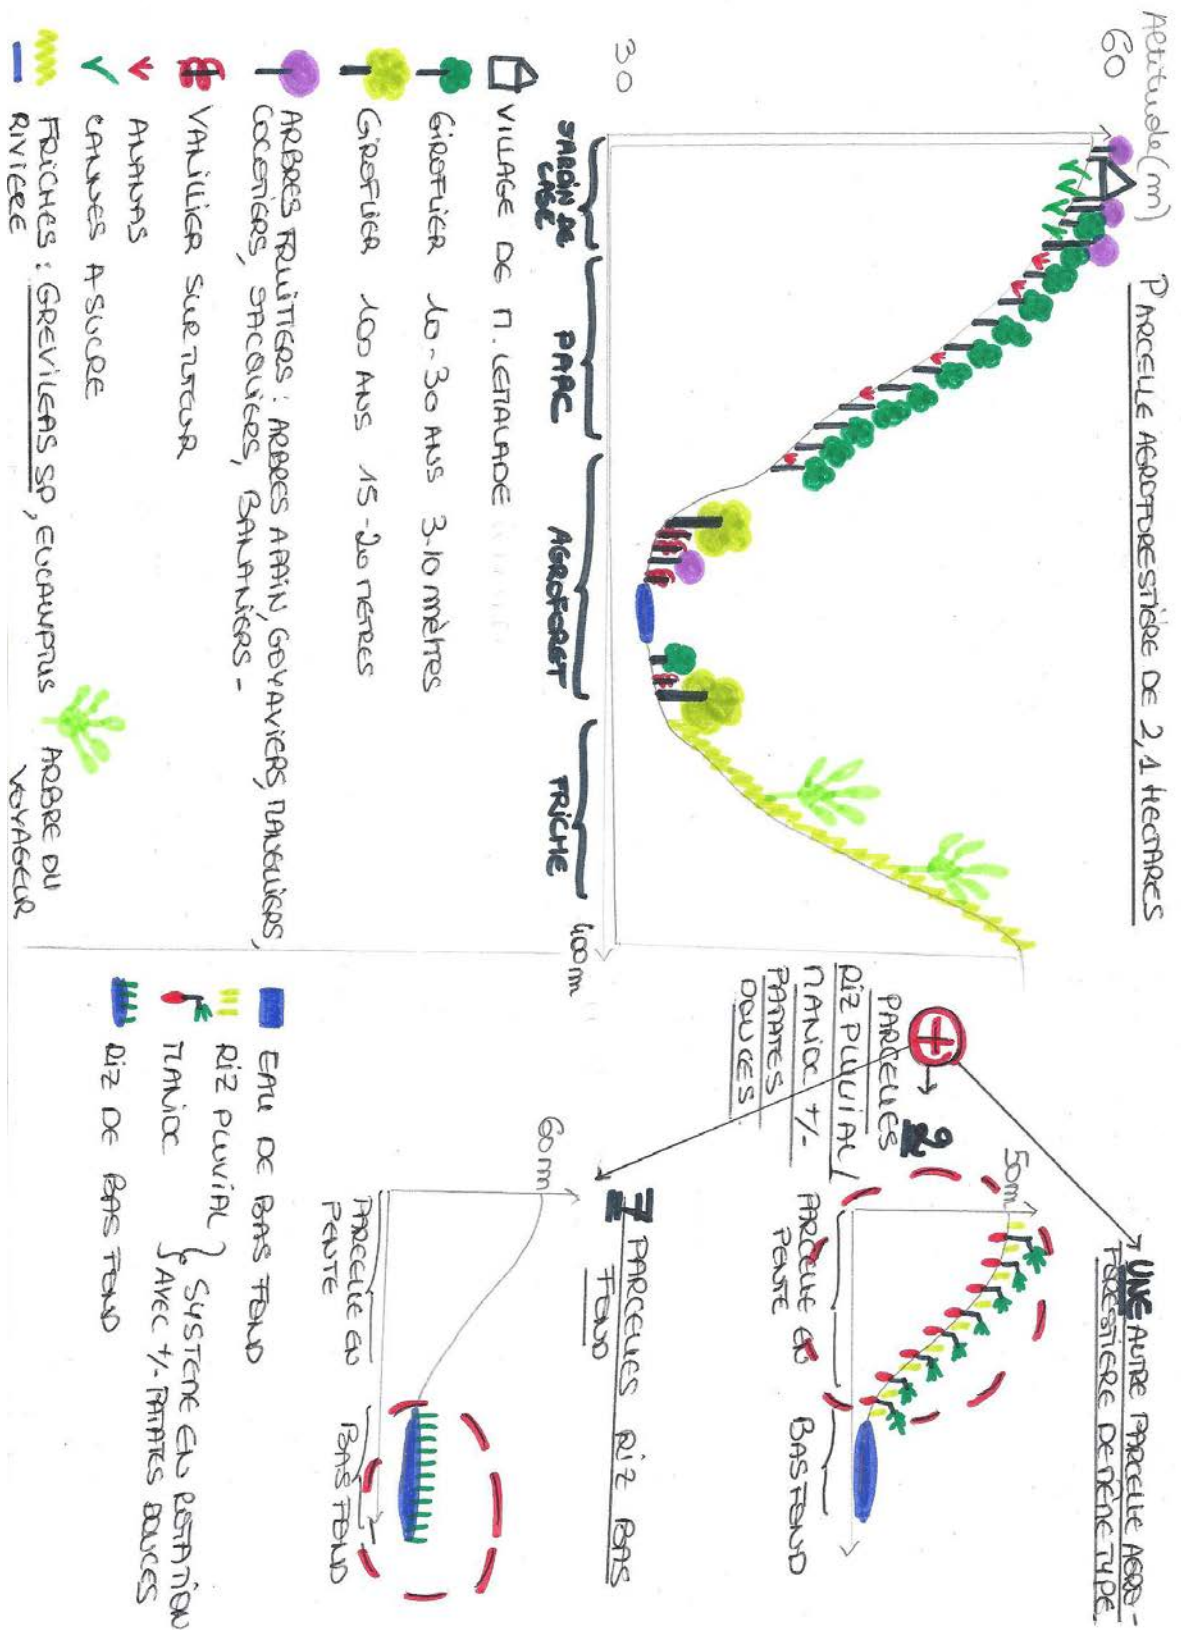 Altitude (m)
60
30
PARCELLE AGROFORESTIÈRE DE 2,1 HECTARES
JARDIN DE
CASE
PARC
AGROFORET
FRICHE
400m
VILLAGE DE M. LETALADE
GIROFLIER 10-30 ANS 3-10 mètres
GIROFLIER 100 ANS 15-20 METRES
ARBRES FRUITIERS : ARBRES A PAIN, GOYAVIERS, MANGUIERS,
COCOTIERS, JACQUIERS, BANANIERS -
VANILLIER SUR TUTEUR
ANANAS
CANNES A SUCRE
FRICHES : GREVILEAS SP, EUCALYPTUS
ARBRE DU
VOYAGEUR
RIVIERE
+
UNE AUTRE PARCELLE AGRO-
FORESTIERE DE MÊME TYPE
2
PARCELLES
RIZ PLUVIAL/
MANIOC +/-
PATATES
DOUCES
50m
PARCELLE EN
PENTE
BAS FOND
7 PARCELLES RIZ BAS
FOND
60m
PARCELLE EN
PENTE
BAS FOND
EAU DE BAS FOND
RIZ PLUVIAL
MANIOC
SYSTEME EN ROTATION
AVEC +/- PATATES DOUCES
RIZ DE BAS FOND